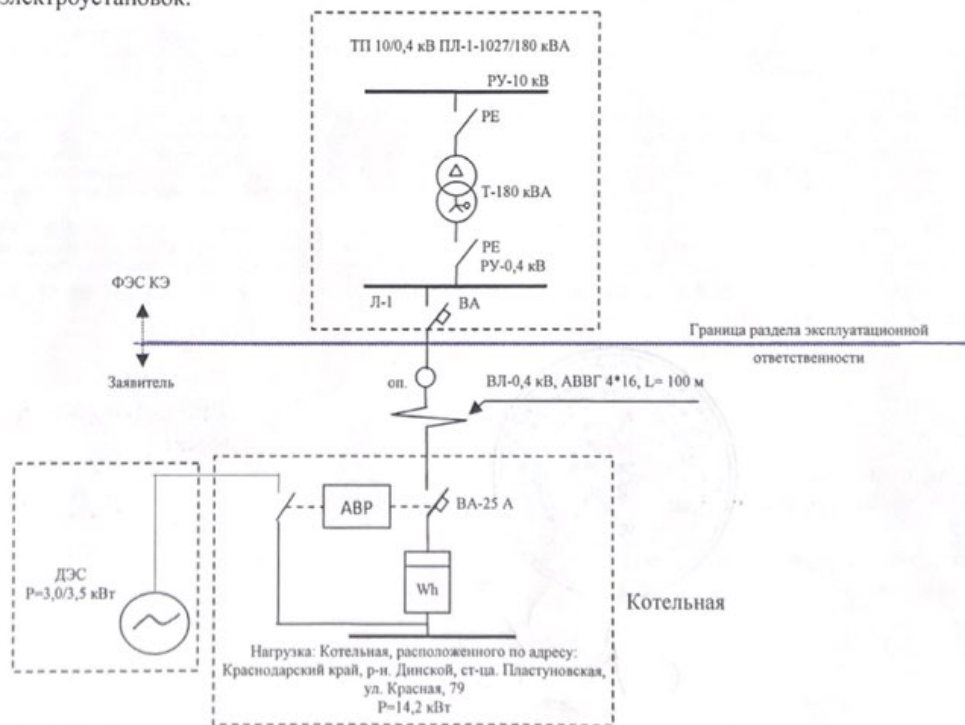 электроустановок.
ТП 10/0,4 кВ ПЛ-1-1027/180 кВА
РУ-10 кВ
РЕ
Т-180 кВА
РЕ
РУ-0,4 кВ
Л-1
ВА
ФЭС КЭ
Граница раздела эксплуатационной
ответственности
Заявитель
оп.
ВЛ-0,4 кВ, АВВГ 4*16, L= 100 м
АВР
ВА-25 А
ДЭС
Р=3,0/3,5 кВт
Wh
Котельная
Нагрузка: Котельная, расположенного по адресу:
Краснодарский край, р-н. Динской, ст-ца. Пластуновская,
ул. Красная, 79
Р=14,2 кВт